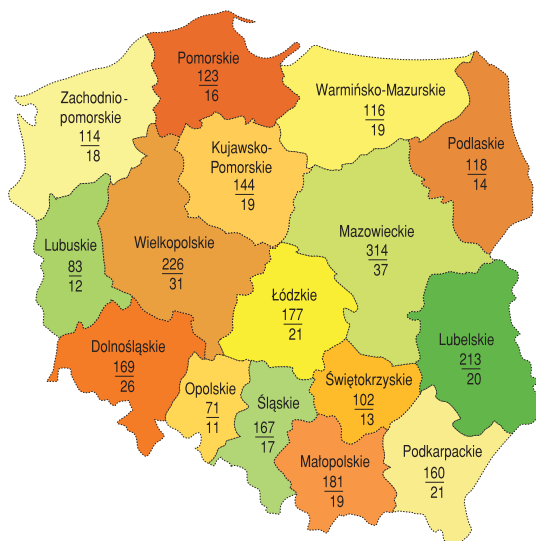 Pomorskie
123
16
Zachodnio-
pomorskie
114
18
Warmińsko-Mazurskie
116
19
Podlaskie
118
14
Kujawsko-
Pomorskie
144
19
Lubuskie
83
12
Wielkopolskie
226
31
Mazowieckie
314
37
Łódzkie
177
21
Lubelskie
213
20
Dolnośląskie
169
26
Opolskie
71
11
Śląskie
167
17
Świętokrzyskie
102
13
Małopolskie
181
19
Podkarpackie
160
21